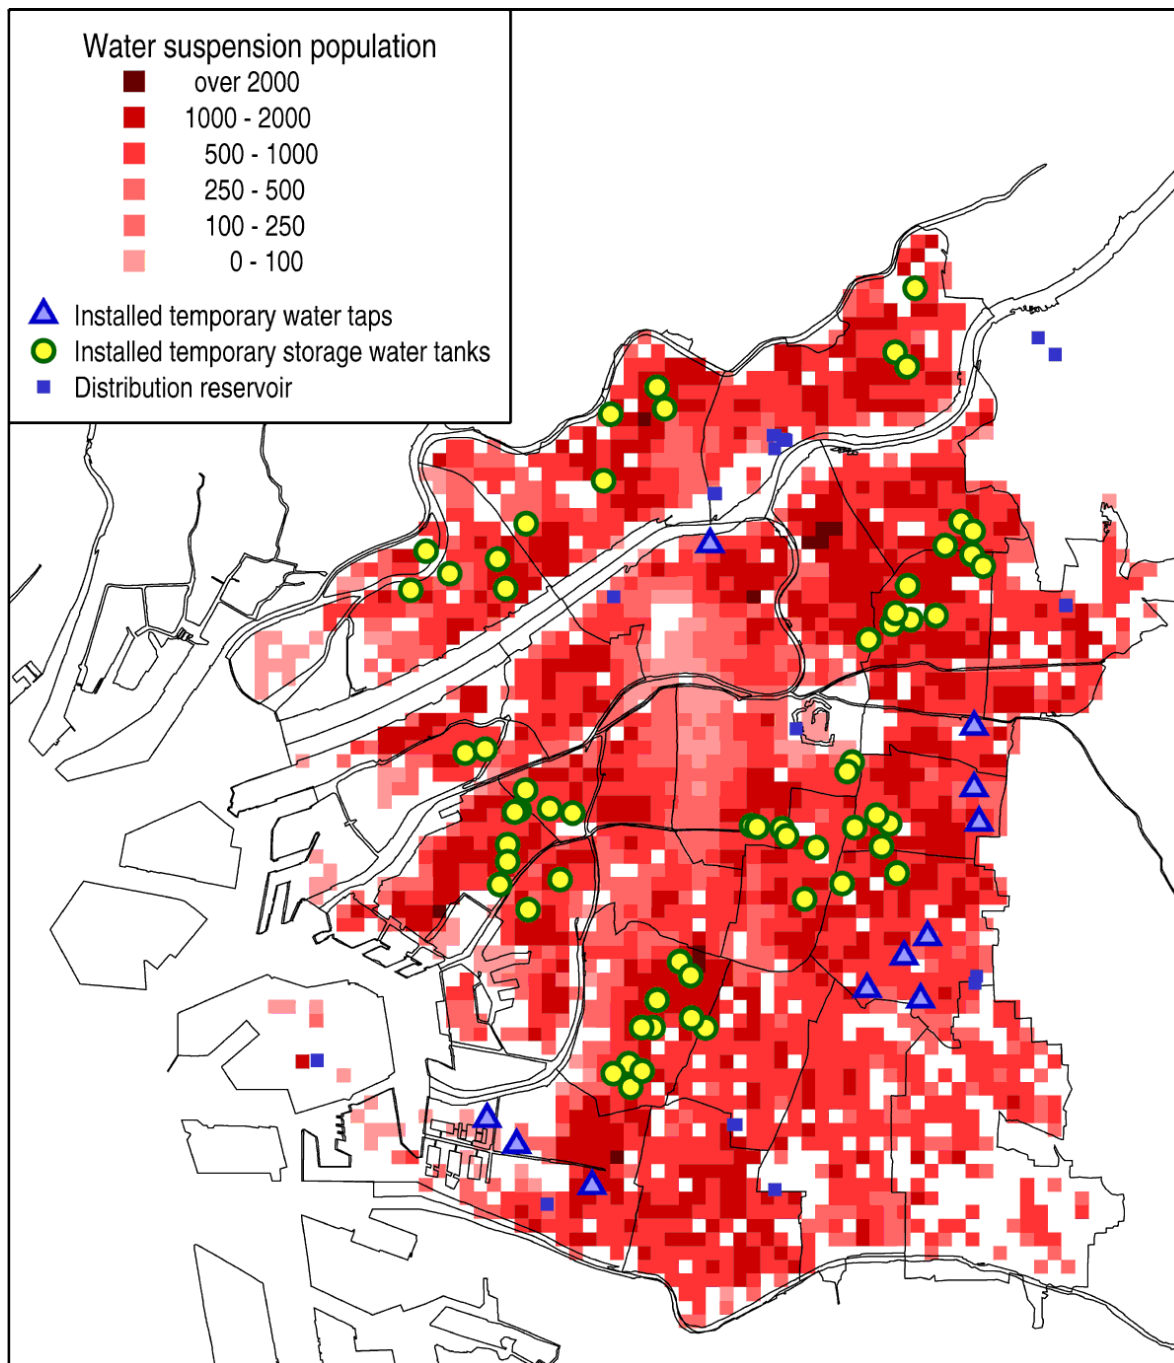 Water suspension population
over 2000
1000 - 2000
500 - 1000
250 - 500
100 - 250
0 - 100
Installed temporary water taps
Installed temporary storage water tanks
Distribution reservoir